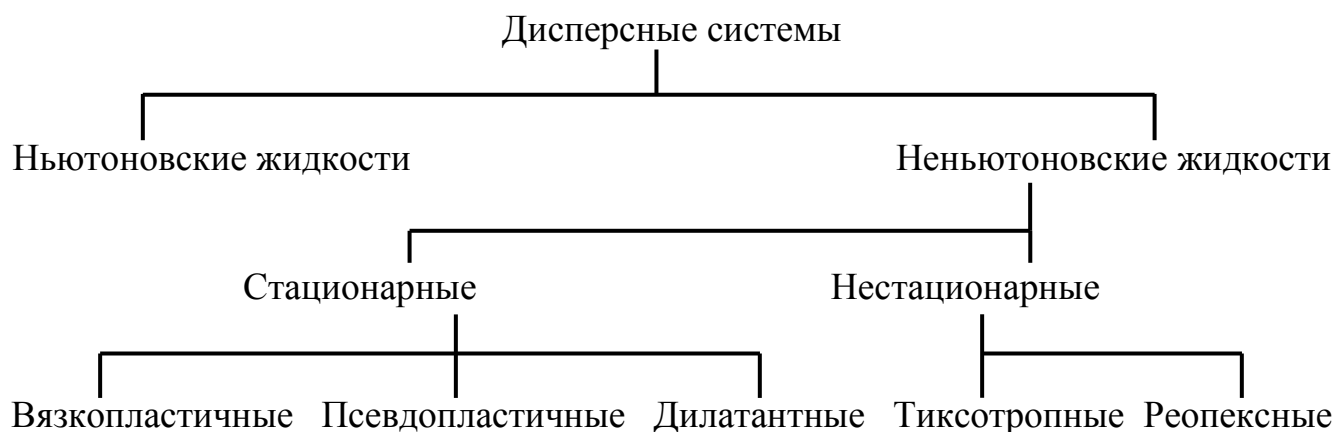 Дисперсные системы
Ньютоновские жидкости Неньютоновские жидкости
Стационарные Нестационарные
Вязкопластичные Псевдопластичные Дилатантные Тиксотропные Реопексные